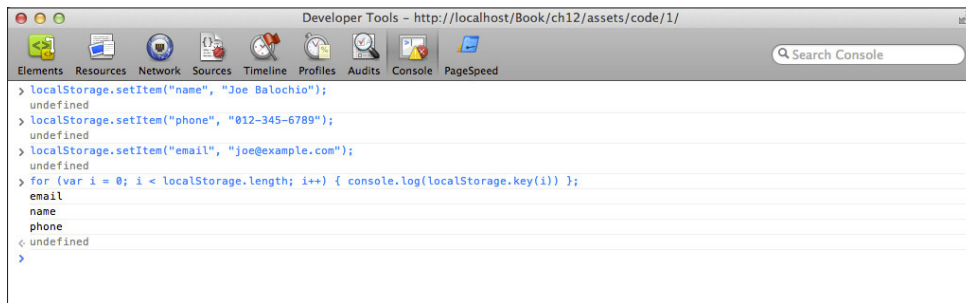 Developer Tools – http://localhost/Book/ch12/assets/code/1/
Elements Resources Network Sources Timeline Profiles Audits Console PageSpeed
Search Console
> localStorage.setItem("name", "Joe Balochio");
undefined
> localStorage.setItem("phone", "012-345-6789");
undefined
> localStorage.setItem("email", "joe@example.com");
undefined
> for (var i = 0; i < localStorage.length; i++) { console.log(localStorage.key(i)) };
email
name
phone
< undefined
>